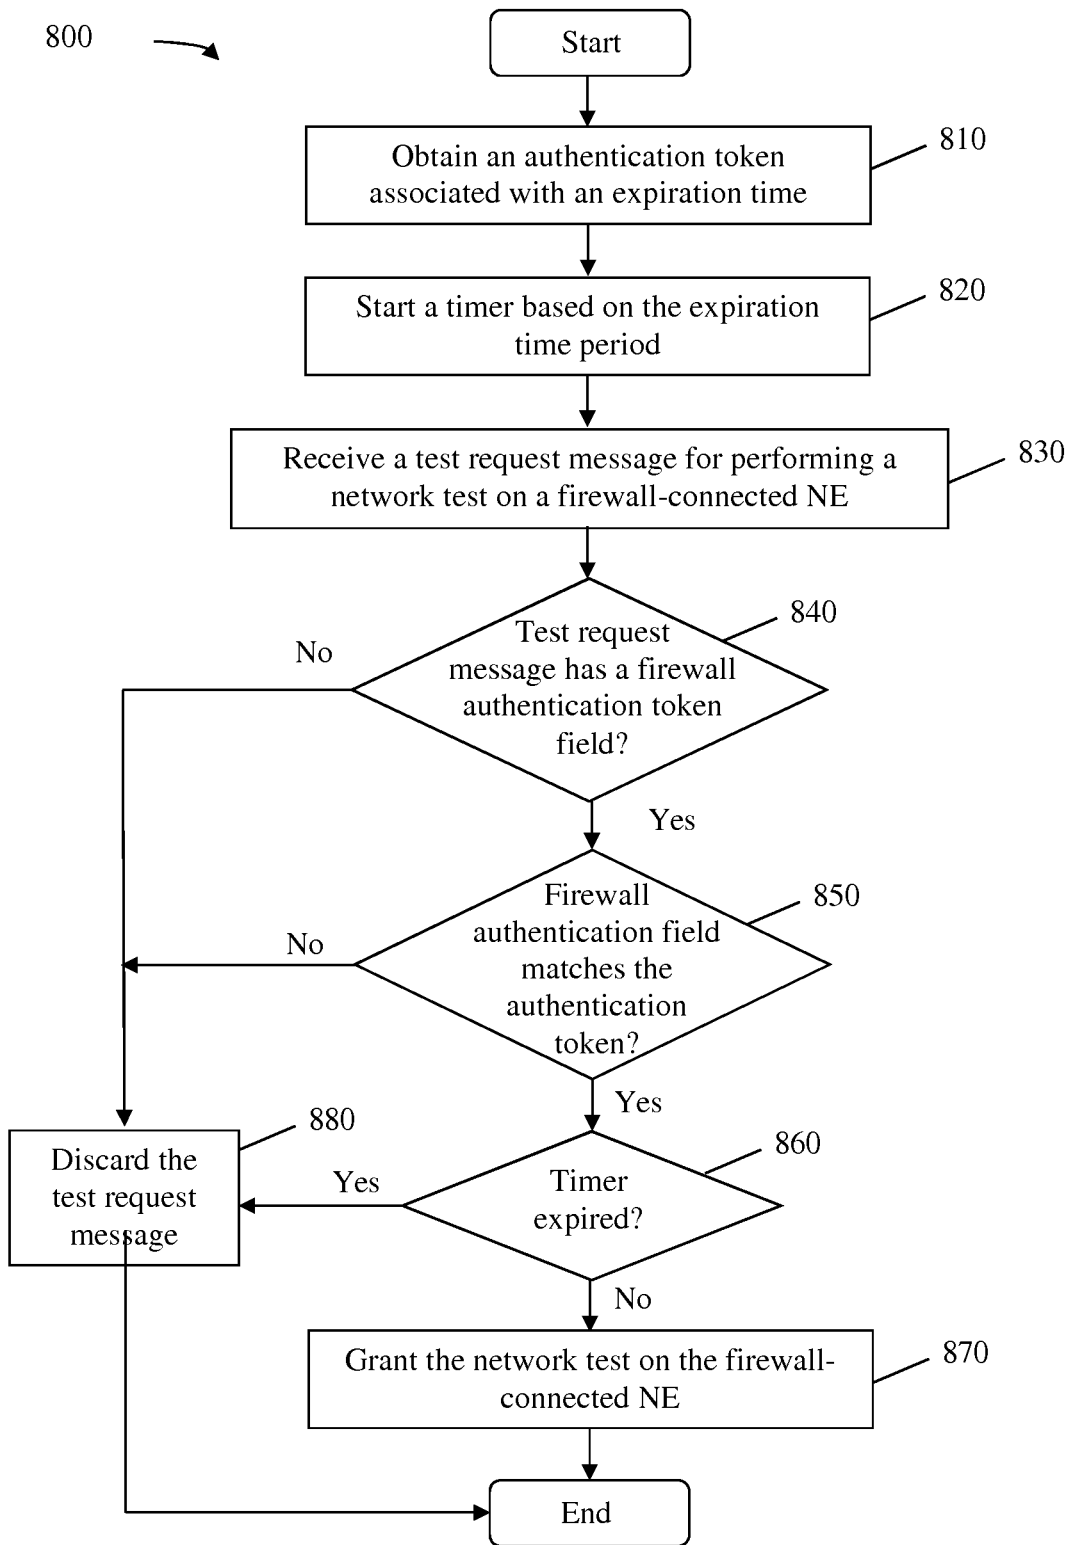 800
Start
Obtain an authentication token
associated with an expiration time
810
Start a timer based on the expiration
time period
820
Receive a test request message for performing a
network test on a firewall-connected NE
830
Test request
message has a firewall
authentication token
field?
840
No
Yes
Firewall
authentication field
matches the
authentication
token?
850
No
Yes
Timer
expired?
860
Yes
No
Discard the
test request
message
880
Grant the network test on the firewall-
connected NE
870
End